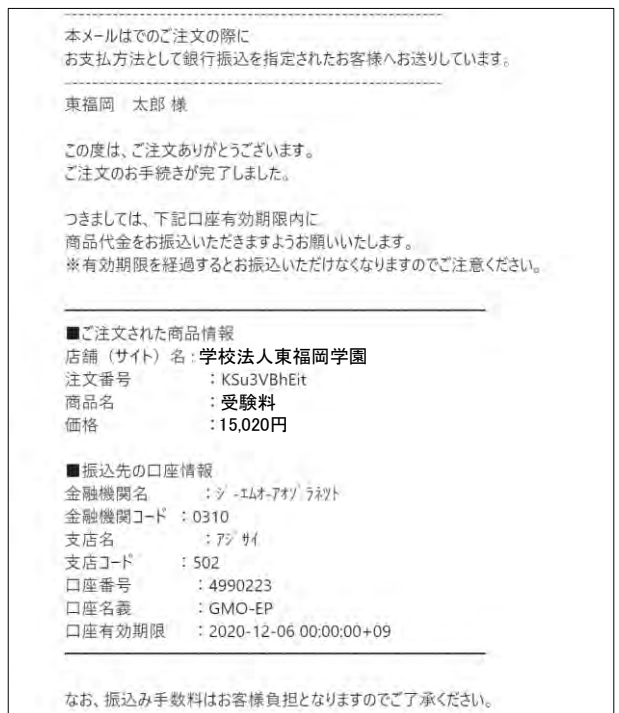 本メールはでのご注文の際に
お支払方法として銀行振込を指定されたお客様へお送りしています。
東福岡　太郎 様
この度は、ご注文ありがとうございます。
ご注文のお手続きが完了しました。
つきましては、下記口座有効期限内に
商品代金をお振込いただきますようお願いいたします。
※有効期限を経過するとお振込いただけなくなりますのでご注意ください。
■ご注文された商品情報
店舗（サイト）名：学校法人東福岡学園
注文番号　：KSu3VBhEit
商品名　：受験料
価格　：15,020円
■振込先の口座情報
金融機関名　：ｼﾞ-ｴﾑｵ-ｱｵｿﾞﾗﾈﾂﾄ
金融機関ｺｰﾄﾞ：0310
支店名　：ｱｼﾞｻｲ
支店ｺｰﾄﾞ　：502
口座番号　：4990223
口座名義　：GMO-EP
口座有効期限　：2020-12-06 00:00:00+09
なお、振込み手数料はお客様負担となりますのでご了承ください。